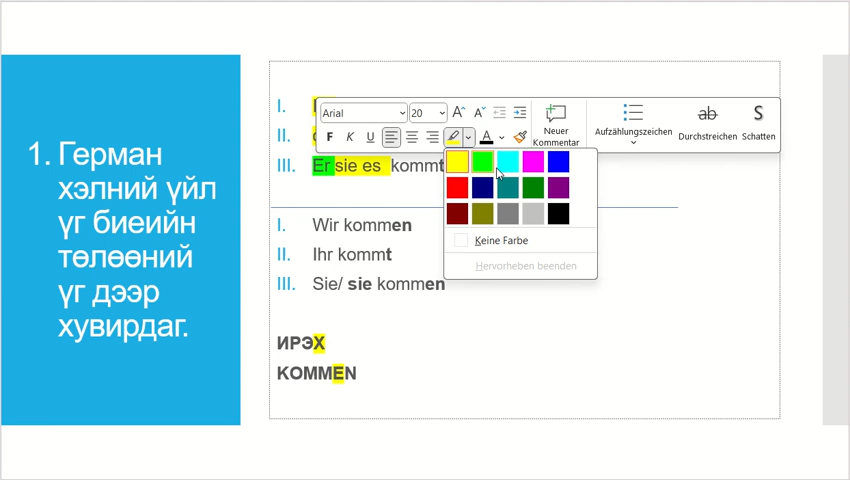 1. Герман
хэлний үйл
үг биеийн
төлөөний
үг дээр
хувирдаг.
I.
II.
III. Er sie es kommt
Arial 20
F K U
Neuer
Kommentar
Aufzählungszeichen
ab
Durchstreichen
S
Schatten
Keine Farbe
Hervorheben beenden
I. Wir kommen
II. Ihr kommt
III. Sie/ sie kommen
ИРЭХ
KOMMEN